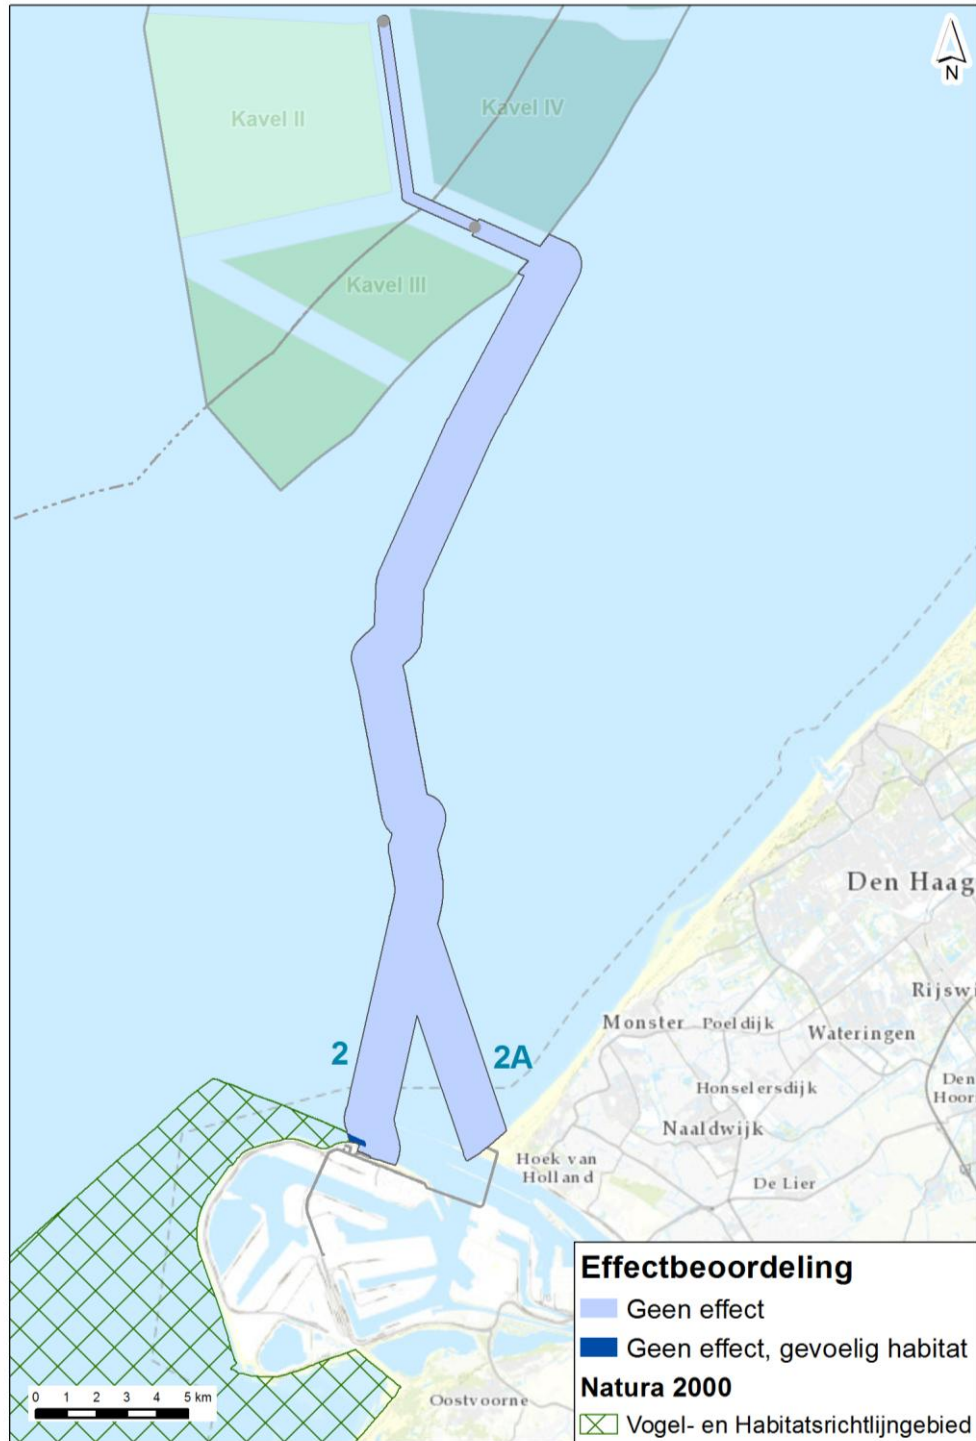 N
Kavel II
Kavel IV
Kavel III
Den Haag
Rijsw
Monster
Poeldijk
Wateringen
2
2A
Honselersdijk
Den
Hoor
Naaldwijk
Hoek van
Holland
De Lier
Oostvoorne
0 1 2 3 4 5 km
Effectbeoordeling
Geen effect
Geen effect, gevoelig habitat
Natura 2000
Vogel- en Habitatsrichtlijngebied